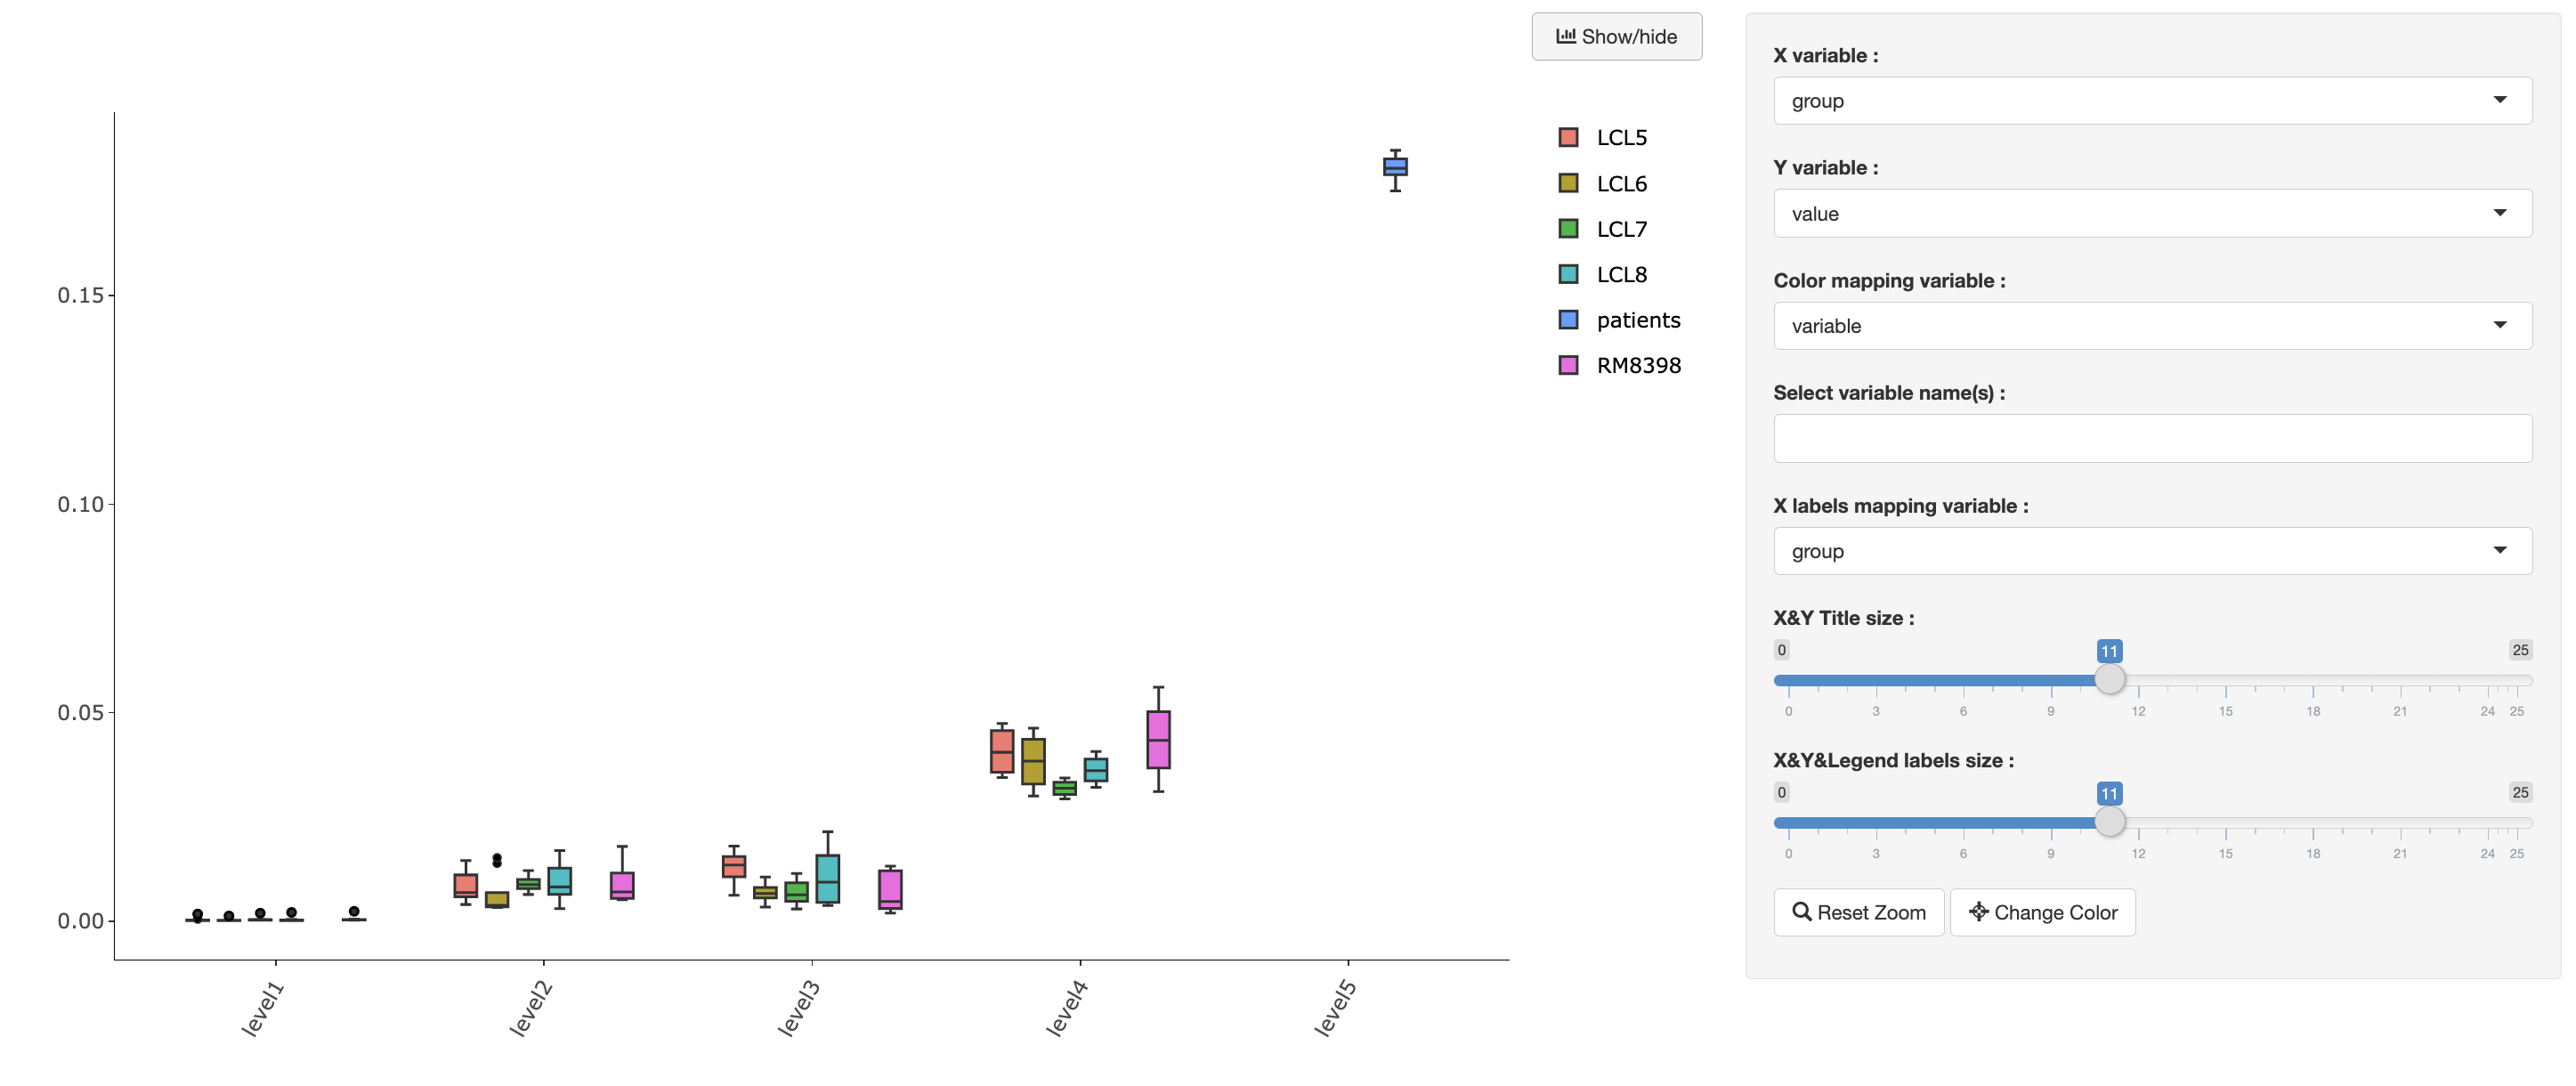 Show/hide
0.15
0.10
0.05
0.00
level1
level2
level3
level4
level5
LCL5
LCL6
LCL7
LCL8
patients
RM8398
X variable :
group
Y variable :
value
Color mapping variable :
variable
Select variable name(s) :
X labels mapping variable :
group
X&Y Title size :
0 11 25
0 3 6 9 12 15 18 21 24 25
X&Y&Legend labels size :
0 11 25
0 3 6 9 12 15 18 21 24 25
Reset Zoom Change Color